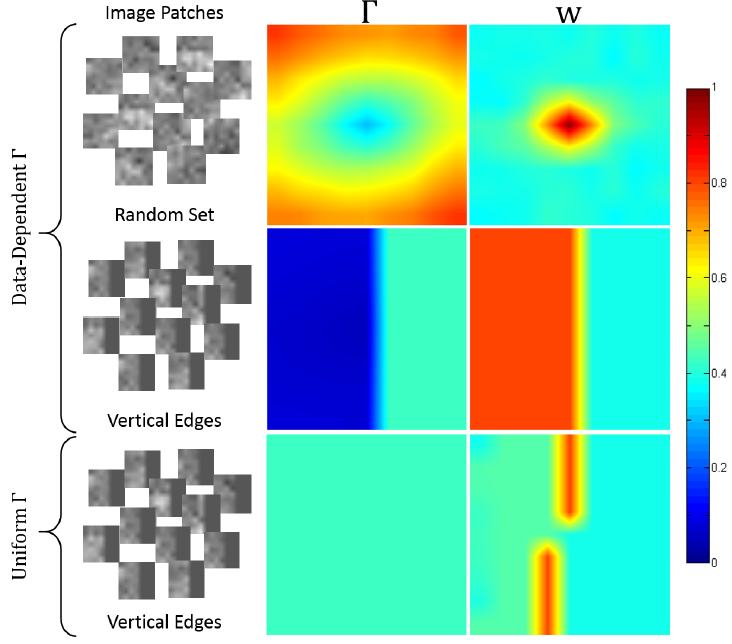 Image Patches
Γ
w
Data-Dependent Γ
Random Set
Vertical Edges
Uniform Γ
Vertical Edges
1
0.8
0.6
0.4
0.2
0